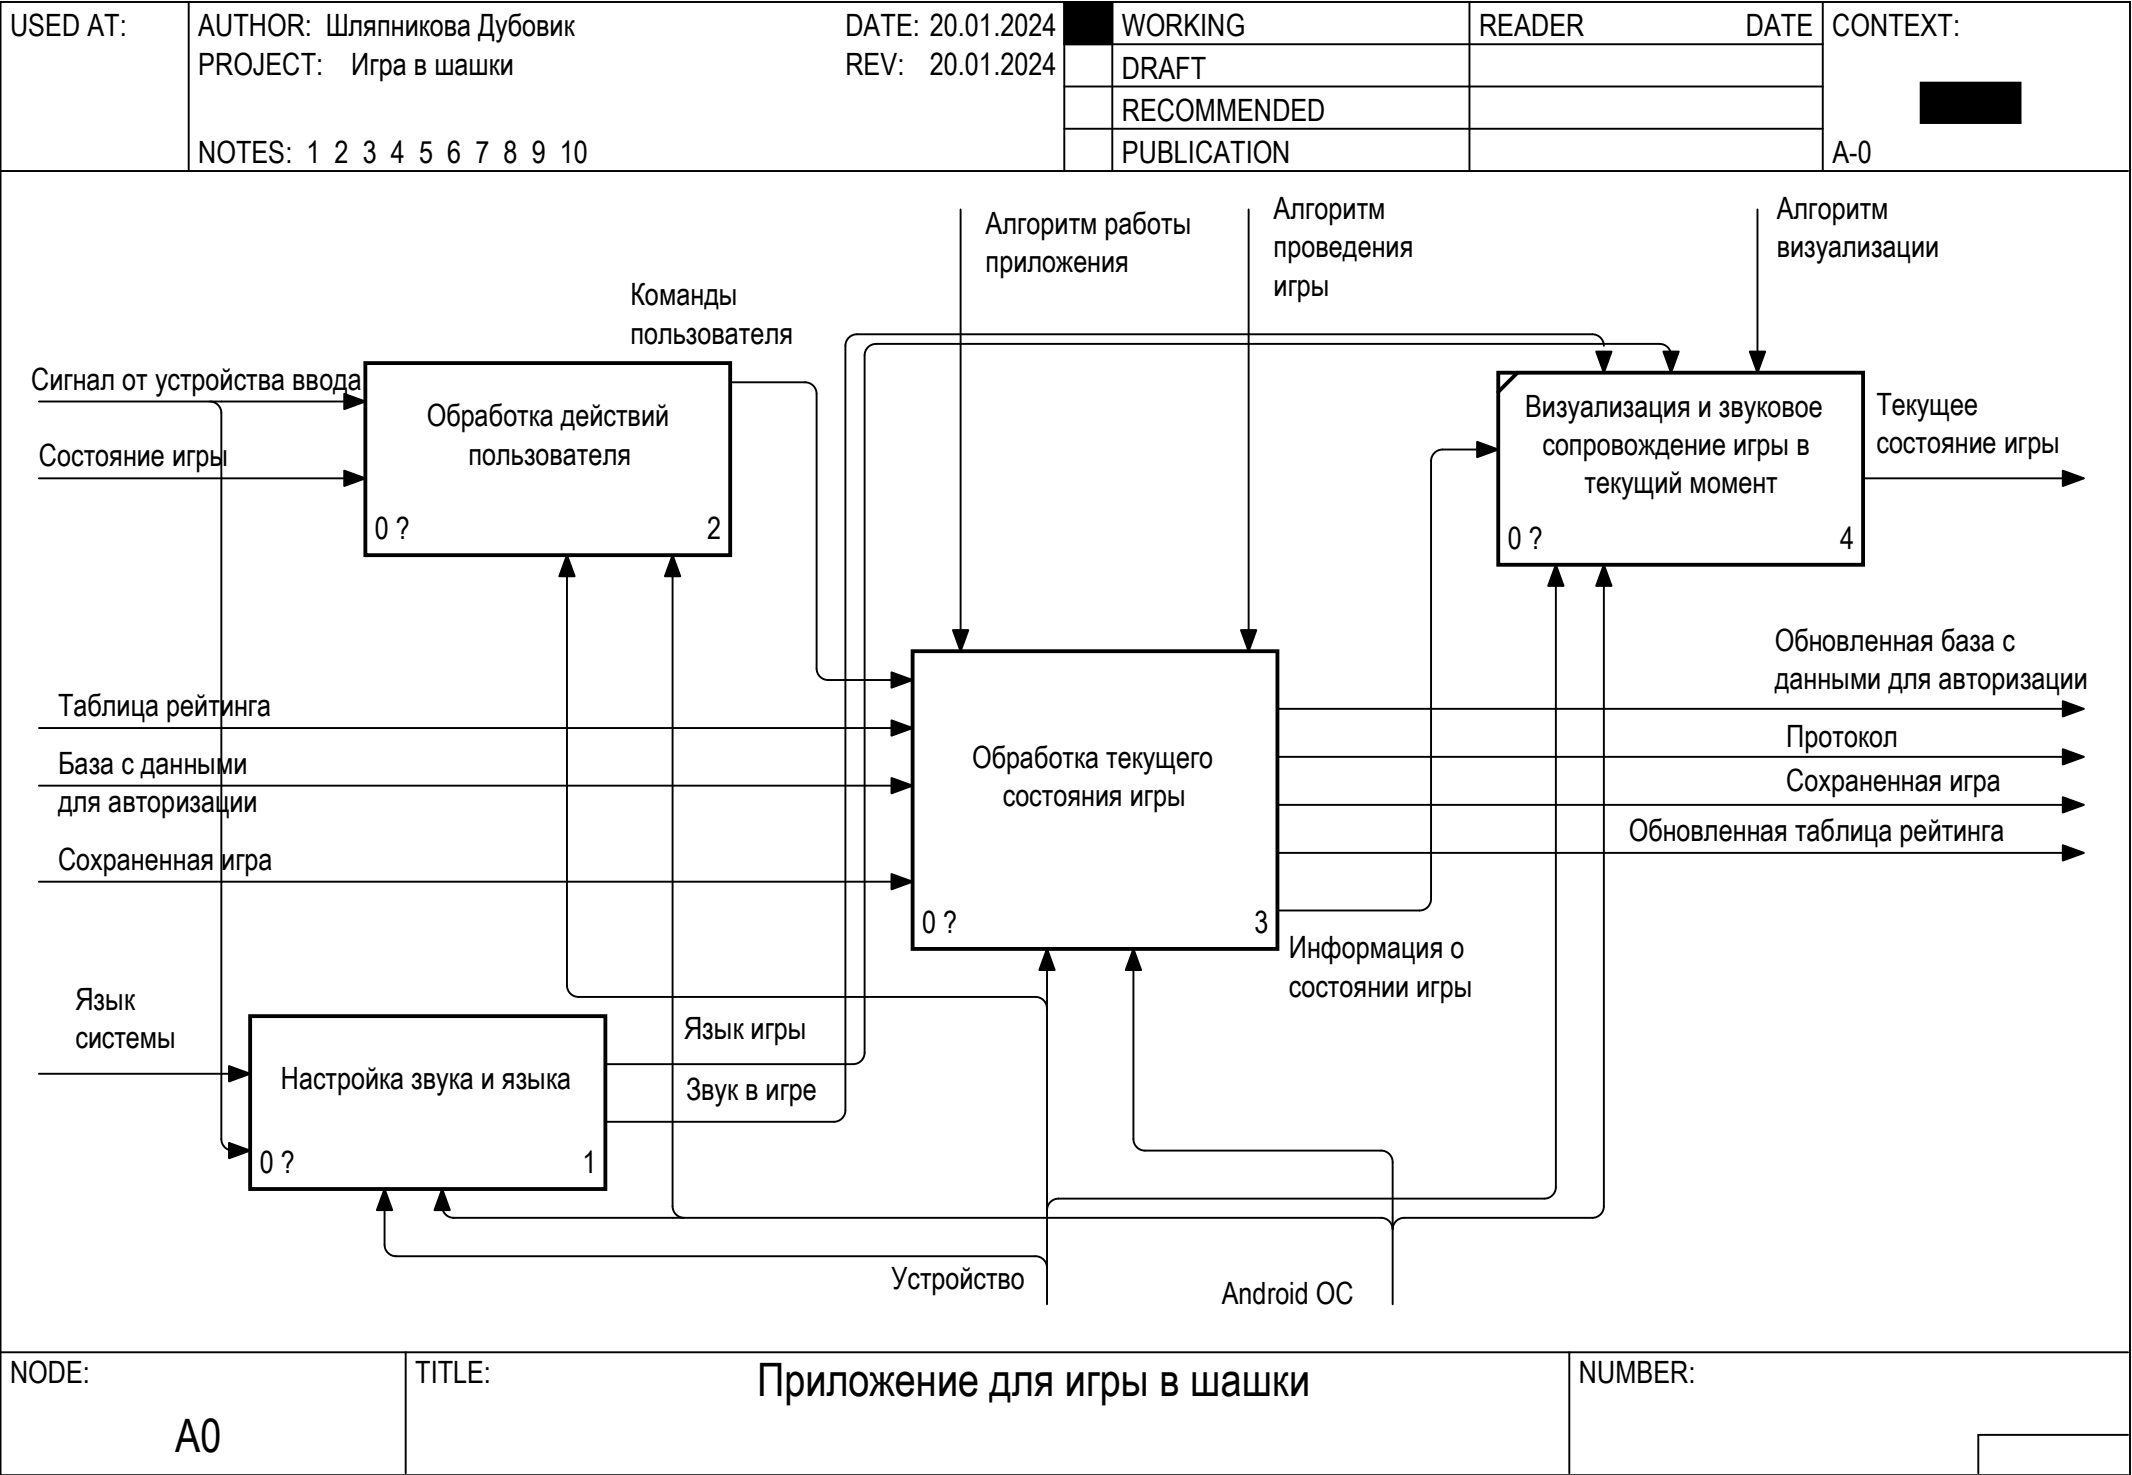 USED AT:
AUTHOR: Шляпникова Дубовик
DATE: 20.01.2024
PROJECT: Игра в шашки
REV: 20.01.2024
NOTES: 1 2 3 4 5 6 7 8 9 10
WORKING
DRAFT
RECOMMENDED
PUBLICATION
READER
DATE
CONTEXT:
A-0
Алгоритм работы
приложения
Алгоритм
проведения
игры
Алгоритм
визуализации
Команды
пользователя
Сигнал от устройства ввода
Состояние игры
Обработка действий
пользователя
0 ?
2
Визуализация и звуковое
сопровождение игры в
текущий момент
0 ?
4
Текущее
состояние игры
Таблица рейтинга
База с данными
для авторизации
Сохраненная игра
Обработка текущего
состояния игры
0 ?
3
Обновленная база с
данными для авторизации
Протокол
Сохраненная игра
Обновленная таблица рейтинга
Информация о
состоянии игры
Язык
системы
Настройка звука и языка
0 ?
1
Язык игры
Звук в игре
Устройство
Android ОС
NODE:
A0
TITLE:
Приложение для игры в шашки
NUMBER: